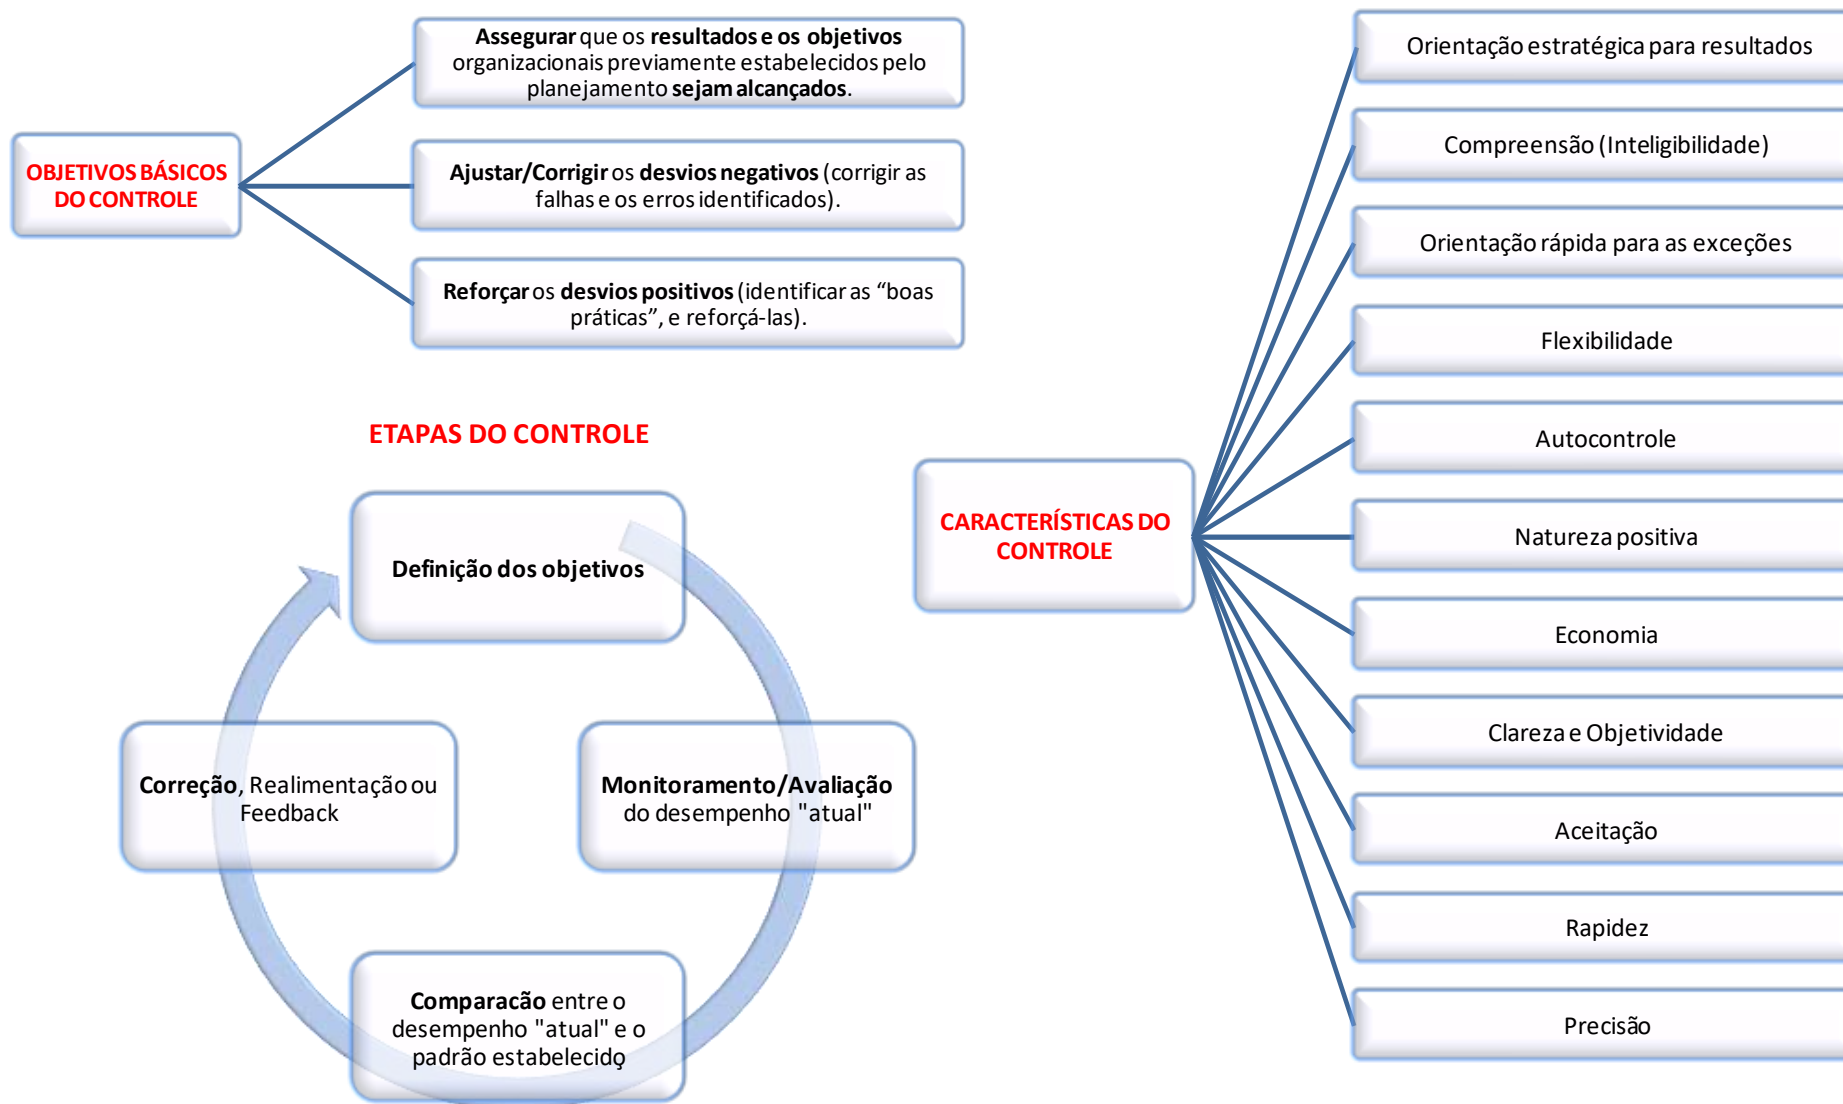 Assegurar que os resultados e os objetivos
organizacionais previamente estabelecidos pelo
planejamento sejam alcançados.
OBJETIVOS BÁSICOS
DO CONTROLE
Ajustar/Corrigir os desvios negativos (corrigir as
falhas e os erros identificados).
Reforçar os desvios positivos (identificar as “boas
práticas”, e reforçá-las).
ETAPAS DO CONTROLE
Definição dos objetivos
Monitoramento/Avaliação
do desempenho "atual"
Comparacão entre o
desempenho "atual" e o
padrão estabelecido
Correção, Realimentação ou
Feedback
CARACTERÍSTICAS DO
CONTROLE
Orientação estratégica para resultados
Compreensão (Inteligibilidade)
Orientação rápida para as exceções
Flexibilidade
Autocontrole
Natureza positiva
Economia
Clareza e Objetividade
Aceitação
Rapidez
Precisão